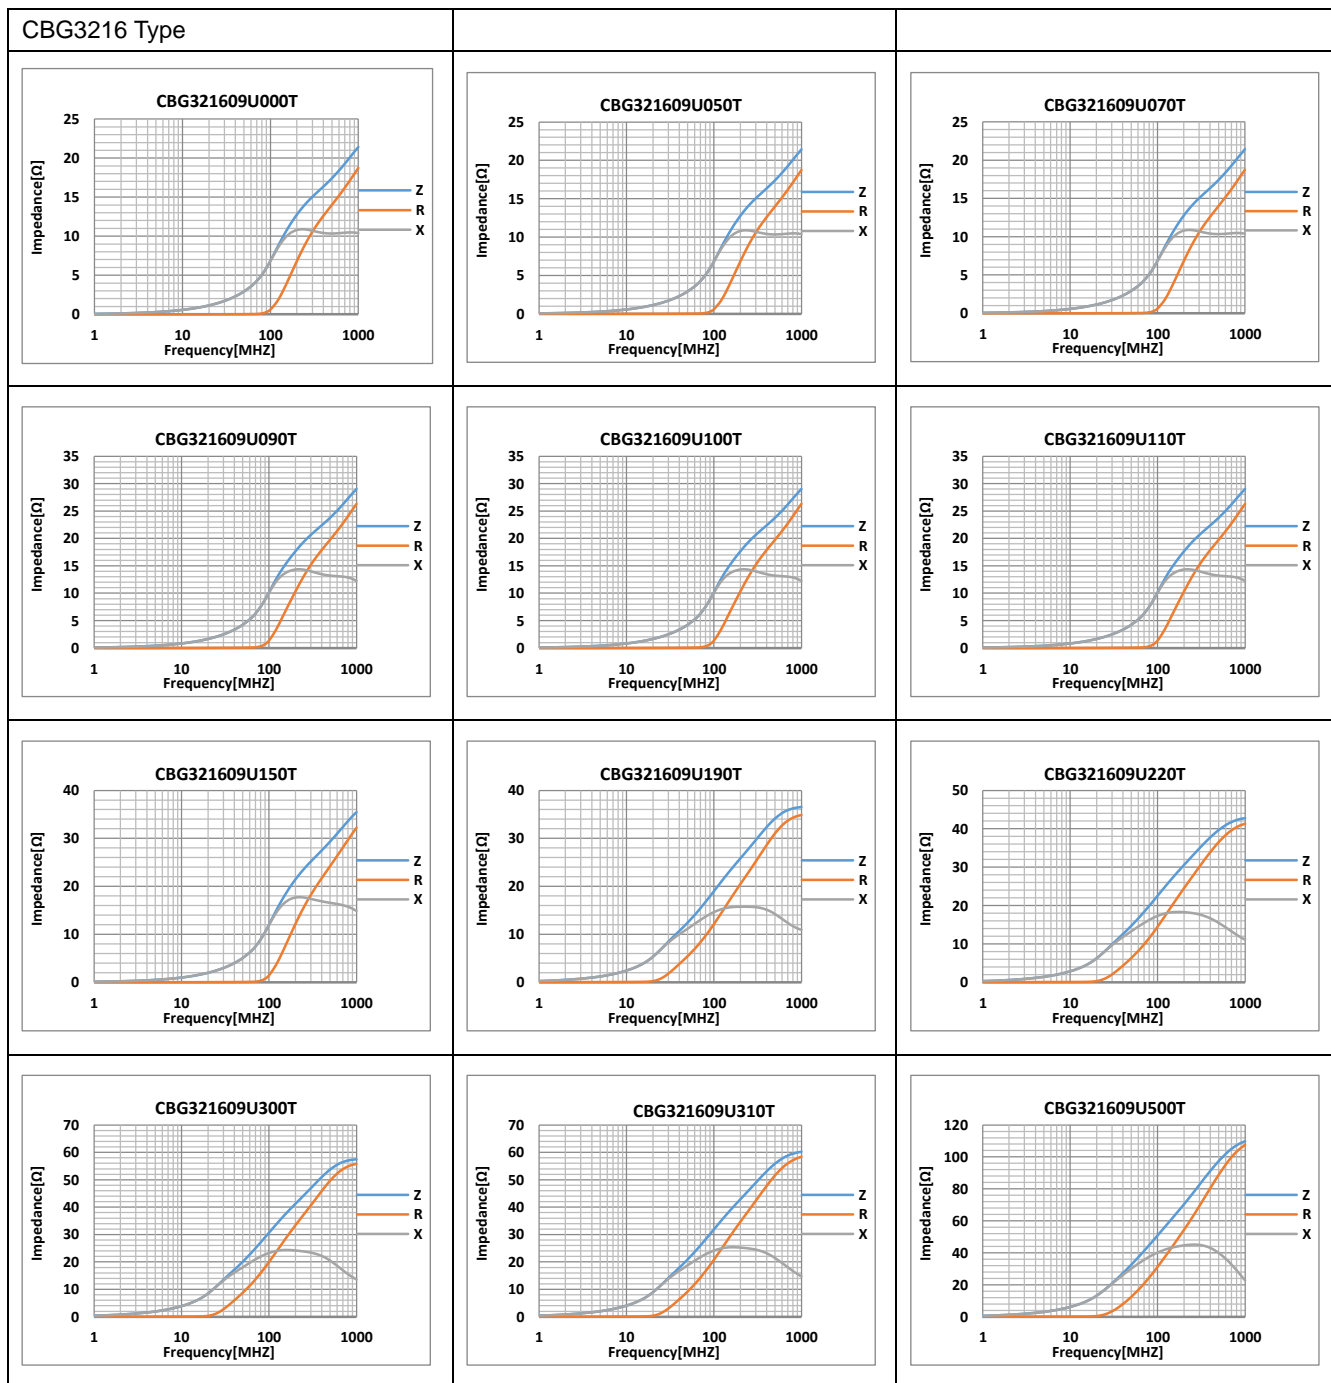 CBG3216 Type
CBG321609U000T
Impedance[Ω]
25
20
15
10
5
0
1 10 100 1000
Frequency[MHZ]
Z
R
X
CBG321609U050T
Impedance[Ω]
25
20
15
10
5
0
1 10 100 1000
Frequency[MHZ]
Z
R
X
CBG321609U070T
Impedance[Ω]
25
20
15
10
5
0
1 10 100 1000
Frequency[MHZ]
Z
R
X
CBG321609U090T
Impedance[Ω]
35
30
25
20
15
10
5
0
1 10 100 1000
Frequency[MHZ]
Z
R
X
CBG321609U100T
Impedance[Ω]
35
30
25
20
15
10
5
0
1 10 100 1000
Frequency[MHZ]
Z
R
X
CBG321609U110T
Impedance[Ω]
35
30
25
20
15
10
5
0
1 10 100 1000
Frequency[MHZ]
Z
R
X
CBG321609U150T
Impedance[Ω]
40
30
20
10
0
1 10 100 1000
Frequency[MHZ]
Z
R
X
CBG321609U190T
Impedance[Ω]
40
30
20
10
0
1 10 100 1000
Frequency[MHZ]
Z
R
X
CBG321609U220T
Impedance[Ω]
50
40
30
20
10
0
1 10 100 1000
Frequency[MHZ]
Z
R
X
CBG321609U300T
Impedance[Ω]
70
60
50
40
30
20
10
0
1 10 100 1000
Frequency[MHZ]
Z
R
X
CBG321609U310T
Impedance[Ω]
70
60
50
40
30
20
10
0
1 10 100 1000
Frequency[MHZ]
Z
R
X
CBG321609U500T
Impedance[Ω]
120
100
80
60
40
20
0
1 10 100 1000
Frequency[MHZ]
Z
R
X